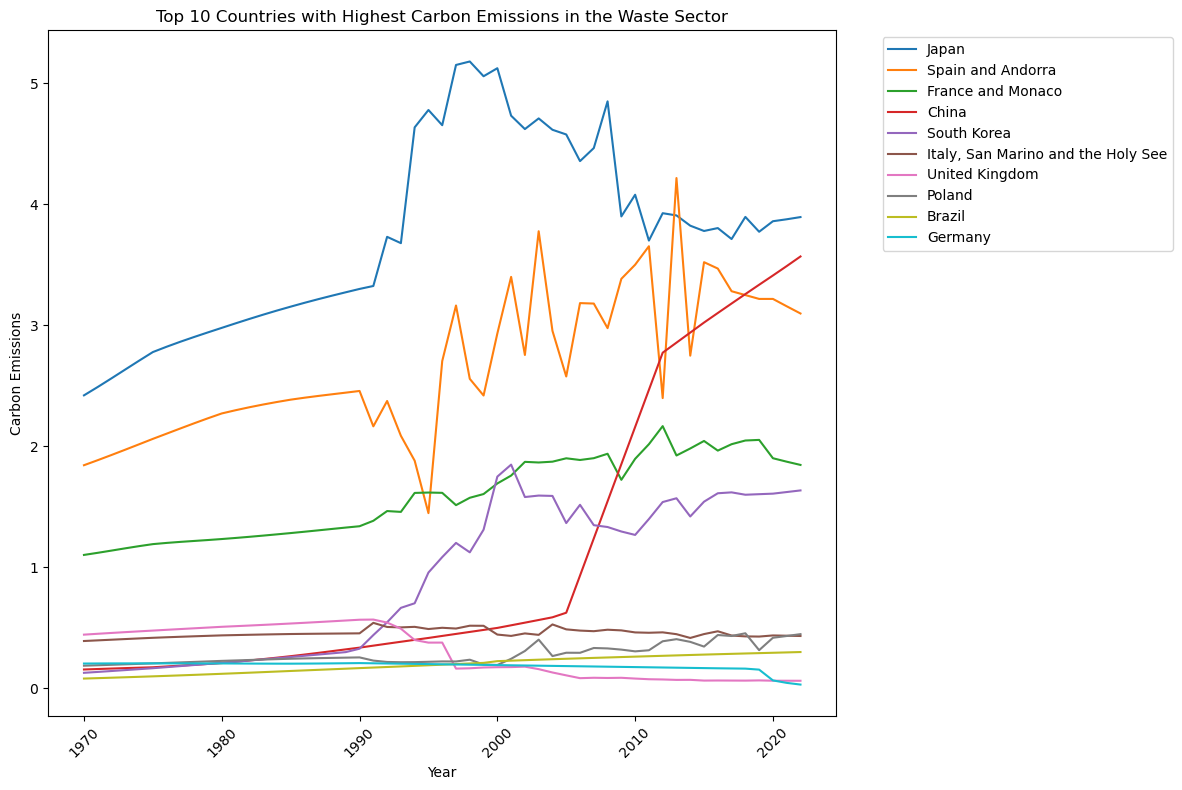 Top 10 Countries with Highest Carbon Emissions in the Waste Sector
Japan
Spain and Andorra
France and Monaco
China
South Korea
Italy, San Marino and the Holy See
United Kingdom
Poland
Brazil
Germany
Carbon Emissions
5
4
3
2
1
0
1970
1980
1990
2000
2010
2020
Year